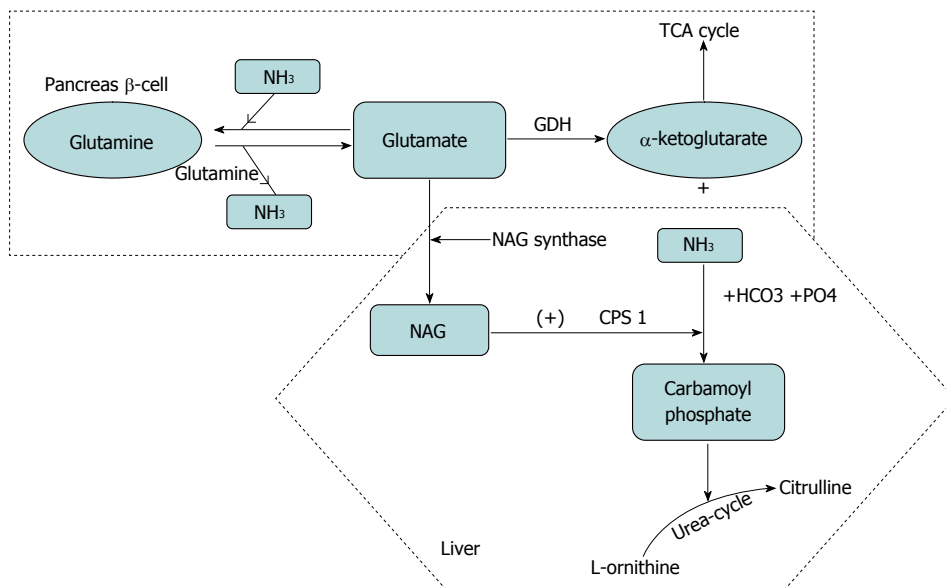 TCA cycle
Pancreas β-cell
NH₃
Glutamine
Glutamate
GDH
α-ketoglutarate
Glutamine
NH₃
+
NAG synthase
NH₃
+HCO3 +PO4
NAG
(+) CPS 1
Carbamoyl
phosphate
Citrulline
Urea-cycle
Liver
L-ornithine